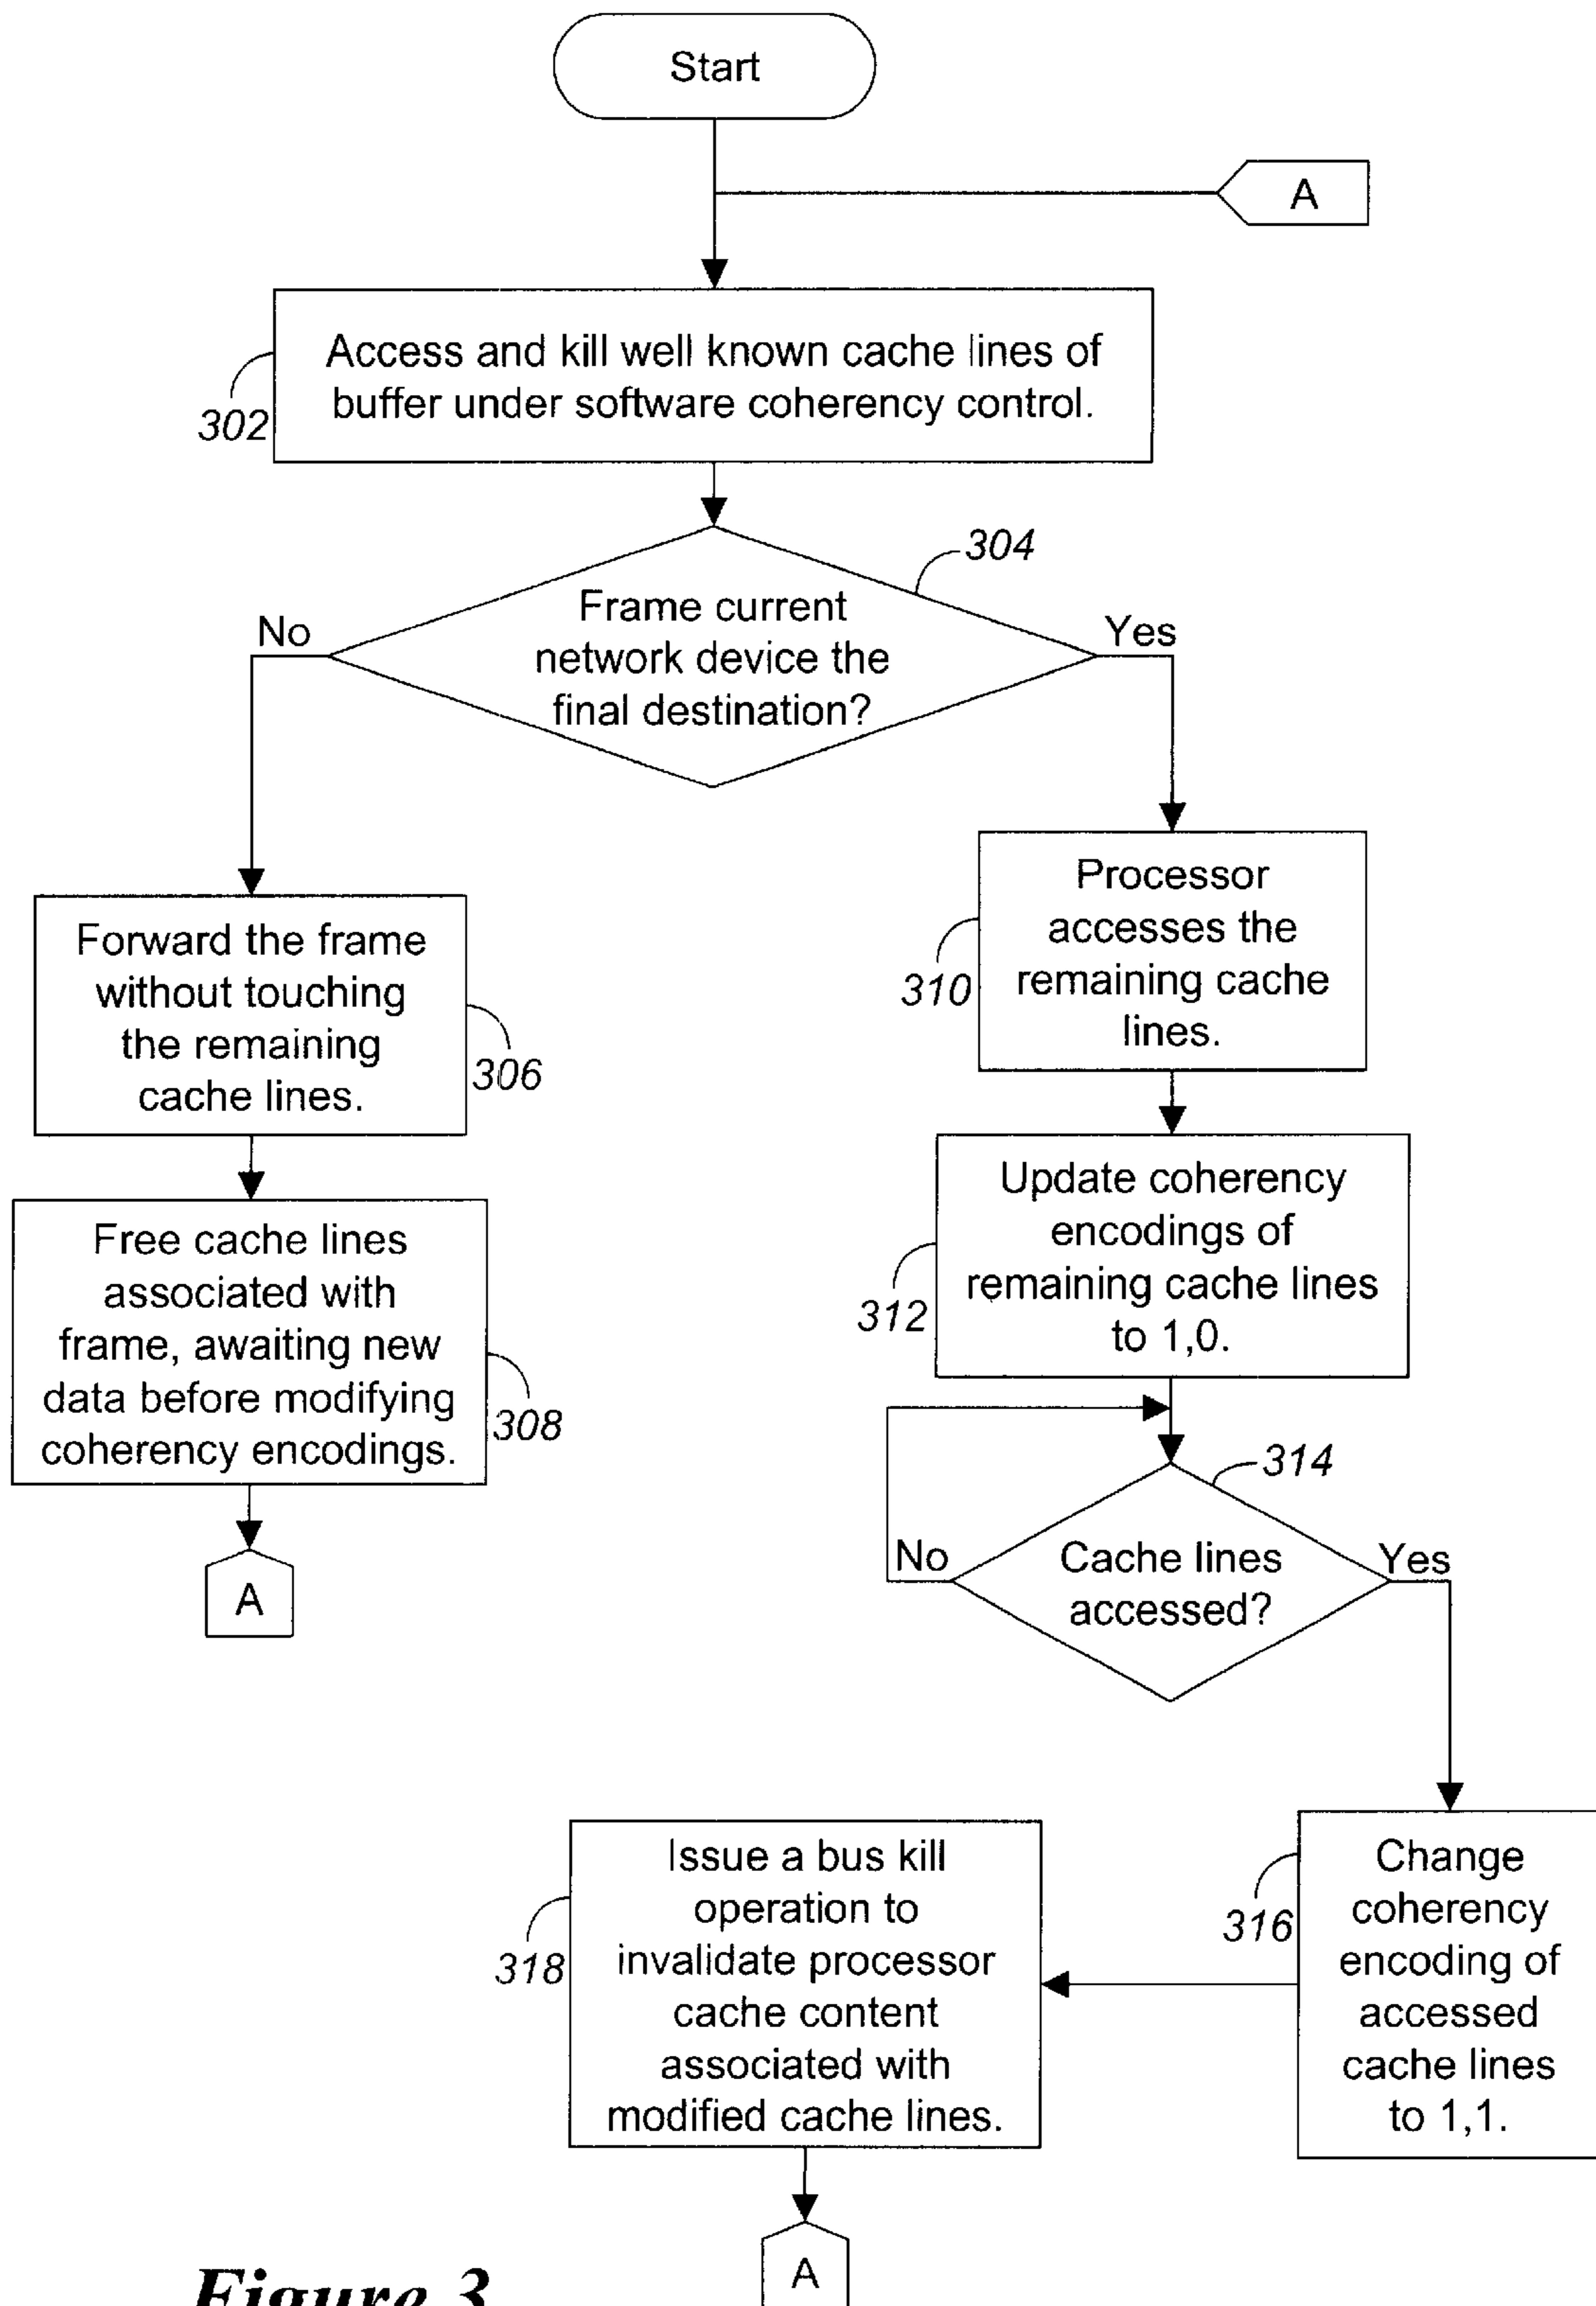 Start
A
Access and kill well known cache lines of
buffer under software coherency control.
302
304
Frame current
network device the
final destination?
No
Yes
Forward the frame
without touching
the remaining
cache lines.
306
Free cache lines
associated with
frame, awaiting new
data before modifying
coherency encodings.
308
A
Processor
accesses the
remaining cache
lines.
310
Update coherency
encodings of
remaining cache lines
to 1,0.
312
314
Cache lines
accessed?
No
Yes
Change
coherency
encoding of
accessed
cache lines
to 1,1.
316
Issue a bus kill
operation to
invalidate processor
cache content
associated with
modified cache lines.
318
A
Figure 3